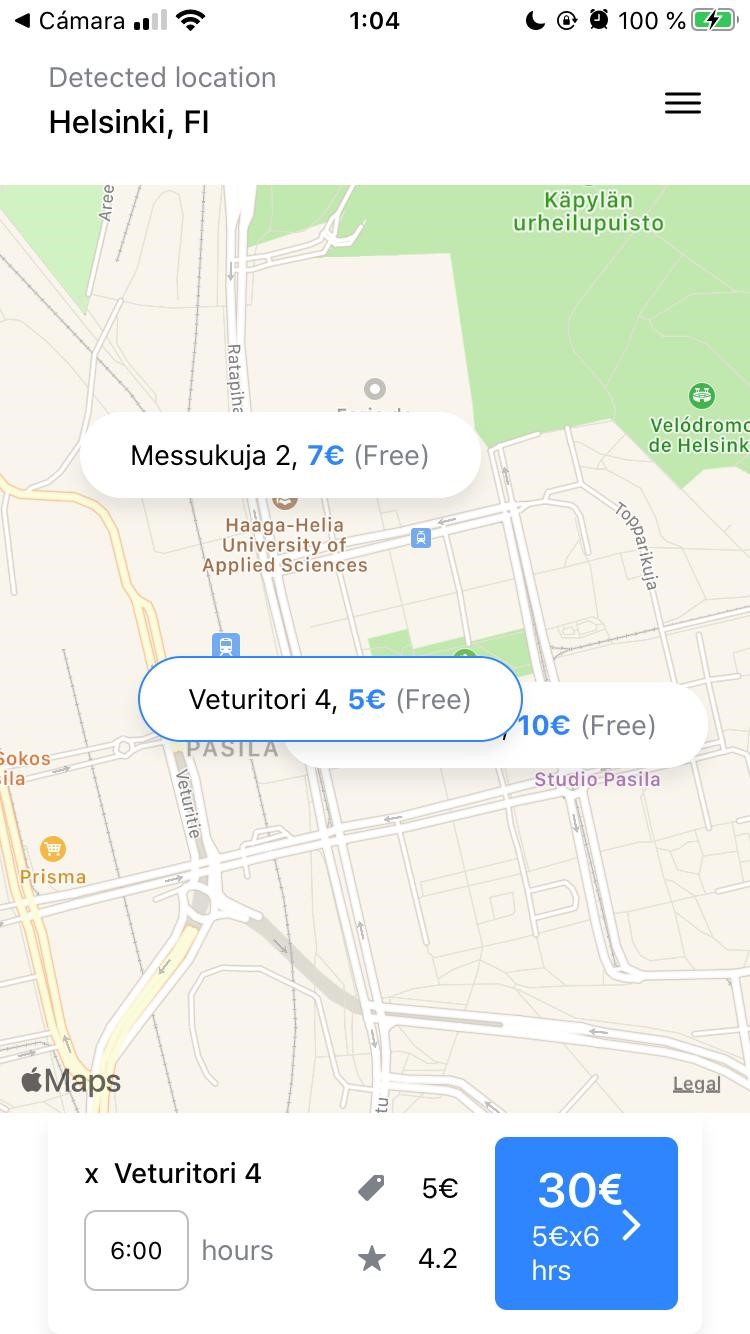 Cámara
1:04
100 %
Detected location
Helsinki, FI
Käpylän
urheilupuisto
Aree
Ratapiha
Velódromo
de Helsink
Messukuja 2, 7€ (Free)
Haaga-Helia
University of
Applied Sciences
Topparikuja
Veturitori 4, 5€ (Free)
, 10€ (Free)
PASILA
Sokos
sila
Studio Pasila
Veturitie
Prisma
Maps
Legal
tu
x Veturitori 4
5€
30€
5€x6
hrs
6:00 hours
4.2